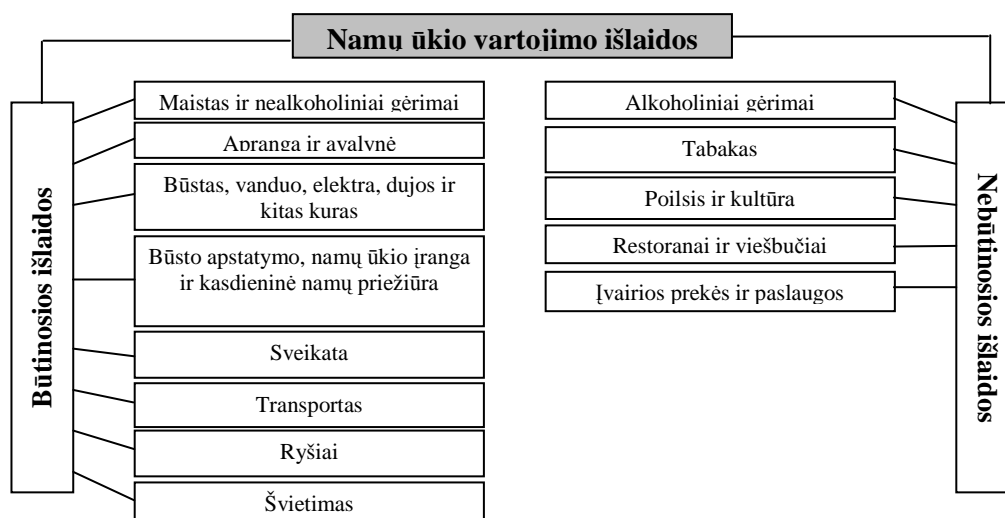 Namų ūkio vartojimo išlaidos
Būtinosios išlaidos
Maistas ir nealkoholiniai gėrimai
Apranga ir avalynė
Būstas, vanduo, elektra, dujos ir
kitas kuras
Būsto apstatymo, namų ūkio įranga
ir kasdieninė namų priežiūra
Sveikata
Transportas
Ryšiai
Švietimas
Alkoholiniai gėrimai
Tabakas
Poilsis ir kultūra
Restoranai ir viešbučiai
Įvairios prekės ir paslaugos
Nebūtinosios išlaidos